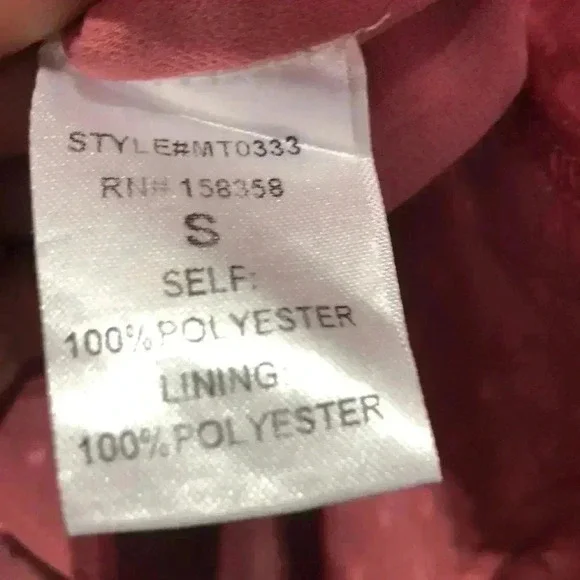 STYLE#MT0333
RN# 158358
S
SELF:
100%POLYESTER
LINING:
100%POLYESTER